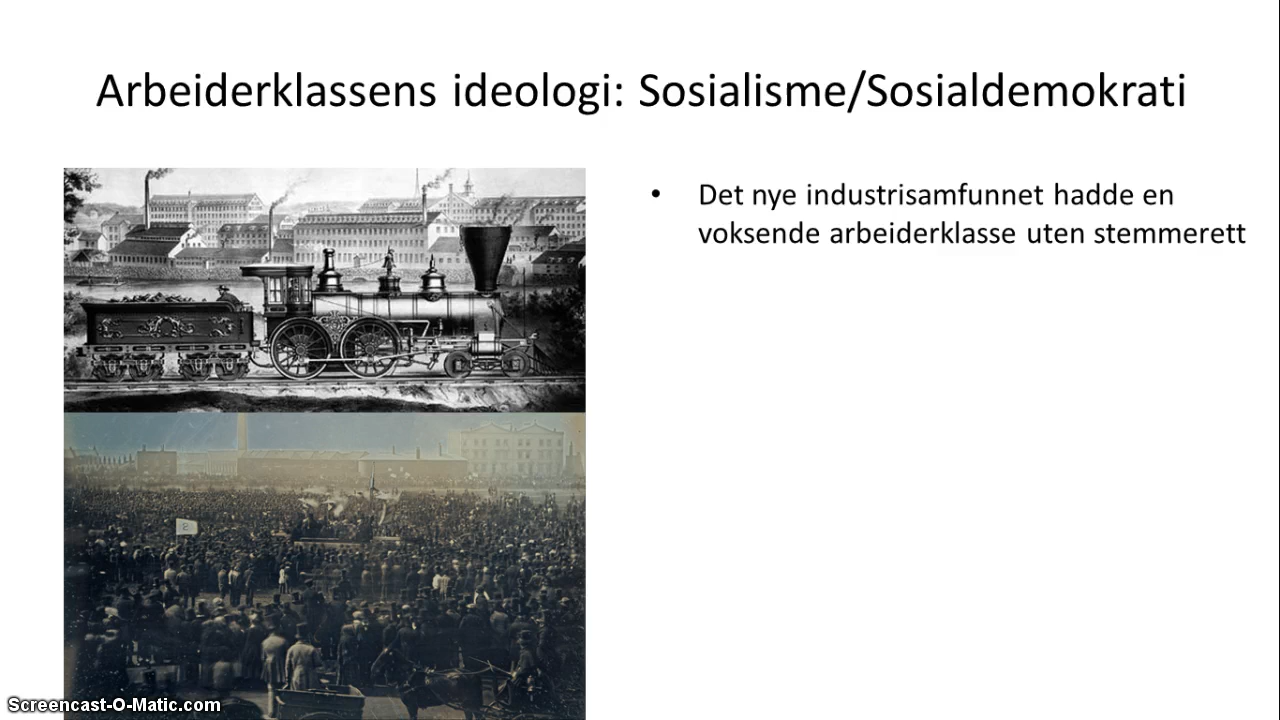 Arbeiderklassens ideologi: Sosialisme/Sosialdemokrati
• Det nye industrisamfunnet hadde en
voksende arbeiderklasse uten stemmerett
Screencast-O-Matic.com